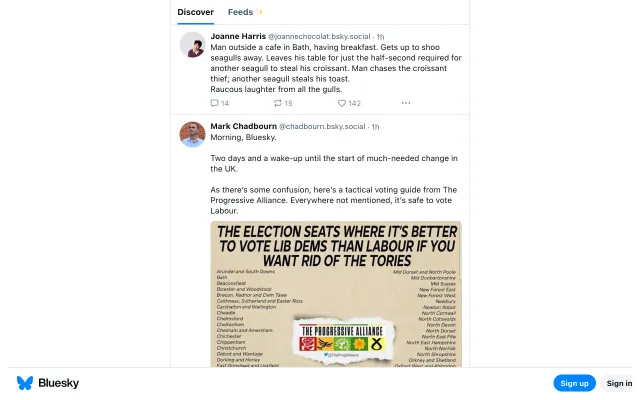 Discover
Feeds ✨
Joanne Harris @joannechocolat.bsky.social · 1h
Man outside a cafe in Bath, having breakfast. Gets up to shoo
seagulls away. Leaves his table for just the half-second required for
another seagull to steal his croissant. Man chases the croissant
thief; another seagull steals his toast.
Raucous laughter from all the gulls.
14 15 142
Mark Chadbourn @chadbourn.bsky.social · 1h
Morning, Bluesky.
Two days and a wake-up until the start of much-needed change in
the UK.
As there's some confusion, here's a tactical voting guide from The
Progressive Alliance. Everywhere not mentioned, it's safe to vote
Labour.
THE ELECTION SEATS WHERE IT'S BETTER
TO VOTE LIB DEMS THAN LABOUR IF YOU
WANT RID OF THE TORIES
Arundel and South Downs
Bath
Beaconsfield
Bicester and Woodstock
Brecon, Radnor and Cwm Tawe
Caithness, Sutherland and Easter Ross
Carshalton and Wallington
Cheadle
Chelmsford
Cheltenham
Chesham and Amersham
Chichester
Chippenham
Christchurch
Didcot and Wantage
Dorking and Horley
East Grinstead and Uckfield
THE PROGRESSIVE ALLIANCE
Mid Dorset and North Poole
Mid Dunbartonshire
Mid Sussex
New Forest East
New Forest West
Newbury
Newton Abbot
North Cornwall
North Cotswolds
North Devon
North Dorset
North East Fife
North East Hampshire
North Norfolk
North Shropshire
Orkney and Shetland
Oxford West and Abingdon
Bluesky
Sign up
Sign in